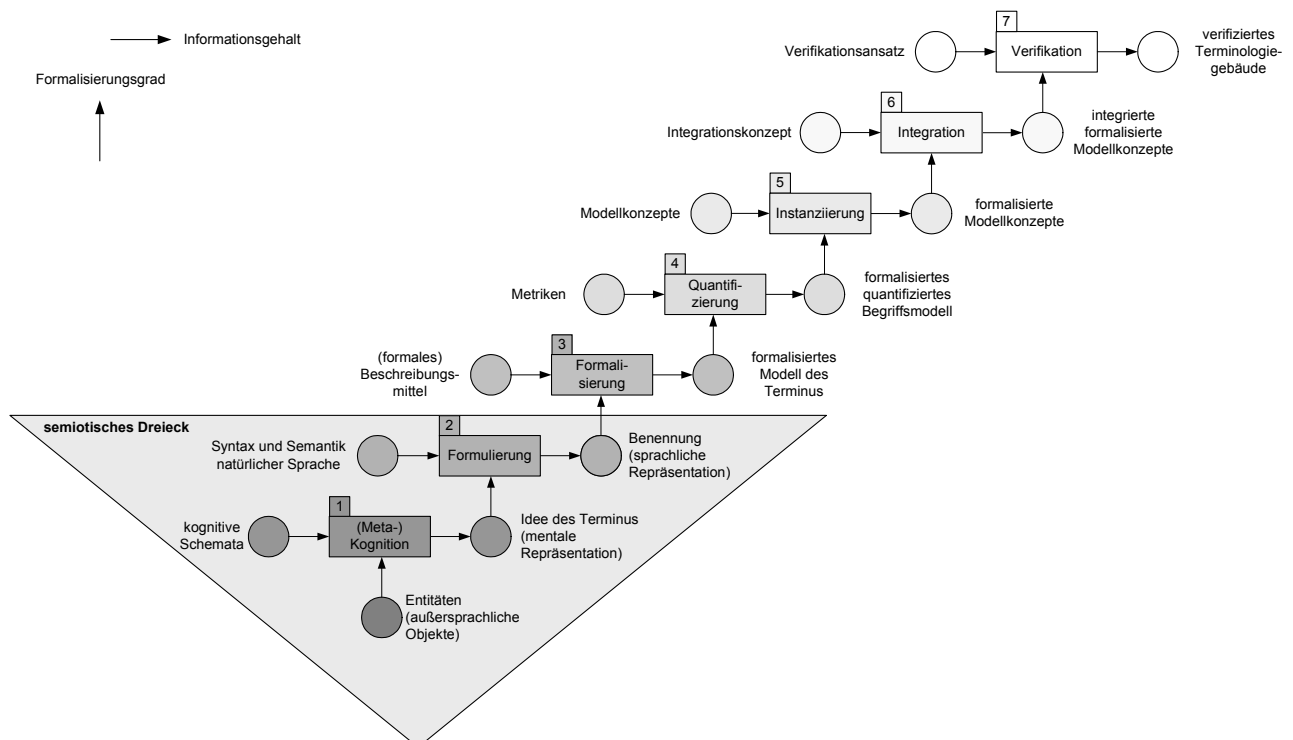 Informationsgehalt
Formalisierungsgrad
7
Verifikationsansatz
Verifikation
verifiziertes
Terminologie-
gebäude
6
Integrationskonzept
Integration
integrierte
formalisierte
Modellkonzepte
5
Modellkonzepte
Instanziierung
formalisierte
Modellkonzepte
4
Metriken
Quantifi-
zierung
formalisiertes
quantifiziertes
Begriffsmodell
3
(formales)
Beschreibungs-
mittel
Formali-
sierung
formalisiertes
Modell des
Terminus
semiotisches Dreieck
2
Syntax und Semantik
natürlicher Sprache
Formulierung
Benennung
(sprachliche
Repräsentation)
1
kognitive
Schemata
(Meta-)
Kognition
Idee des Terminus
(mentale
Repräsentation)
Entitäten
(außersprachliche
Objekte)